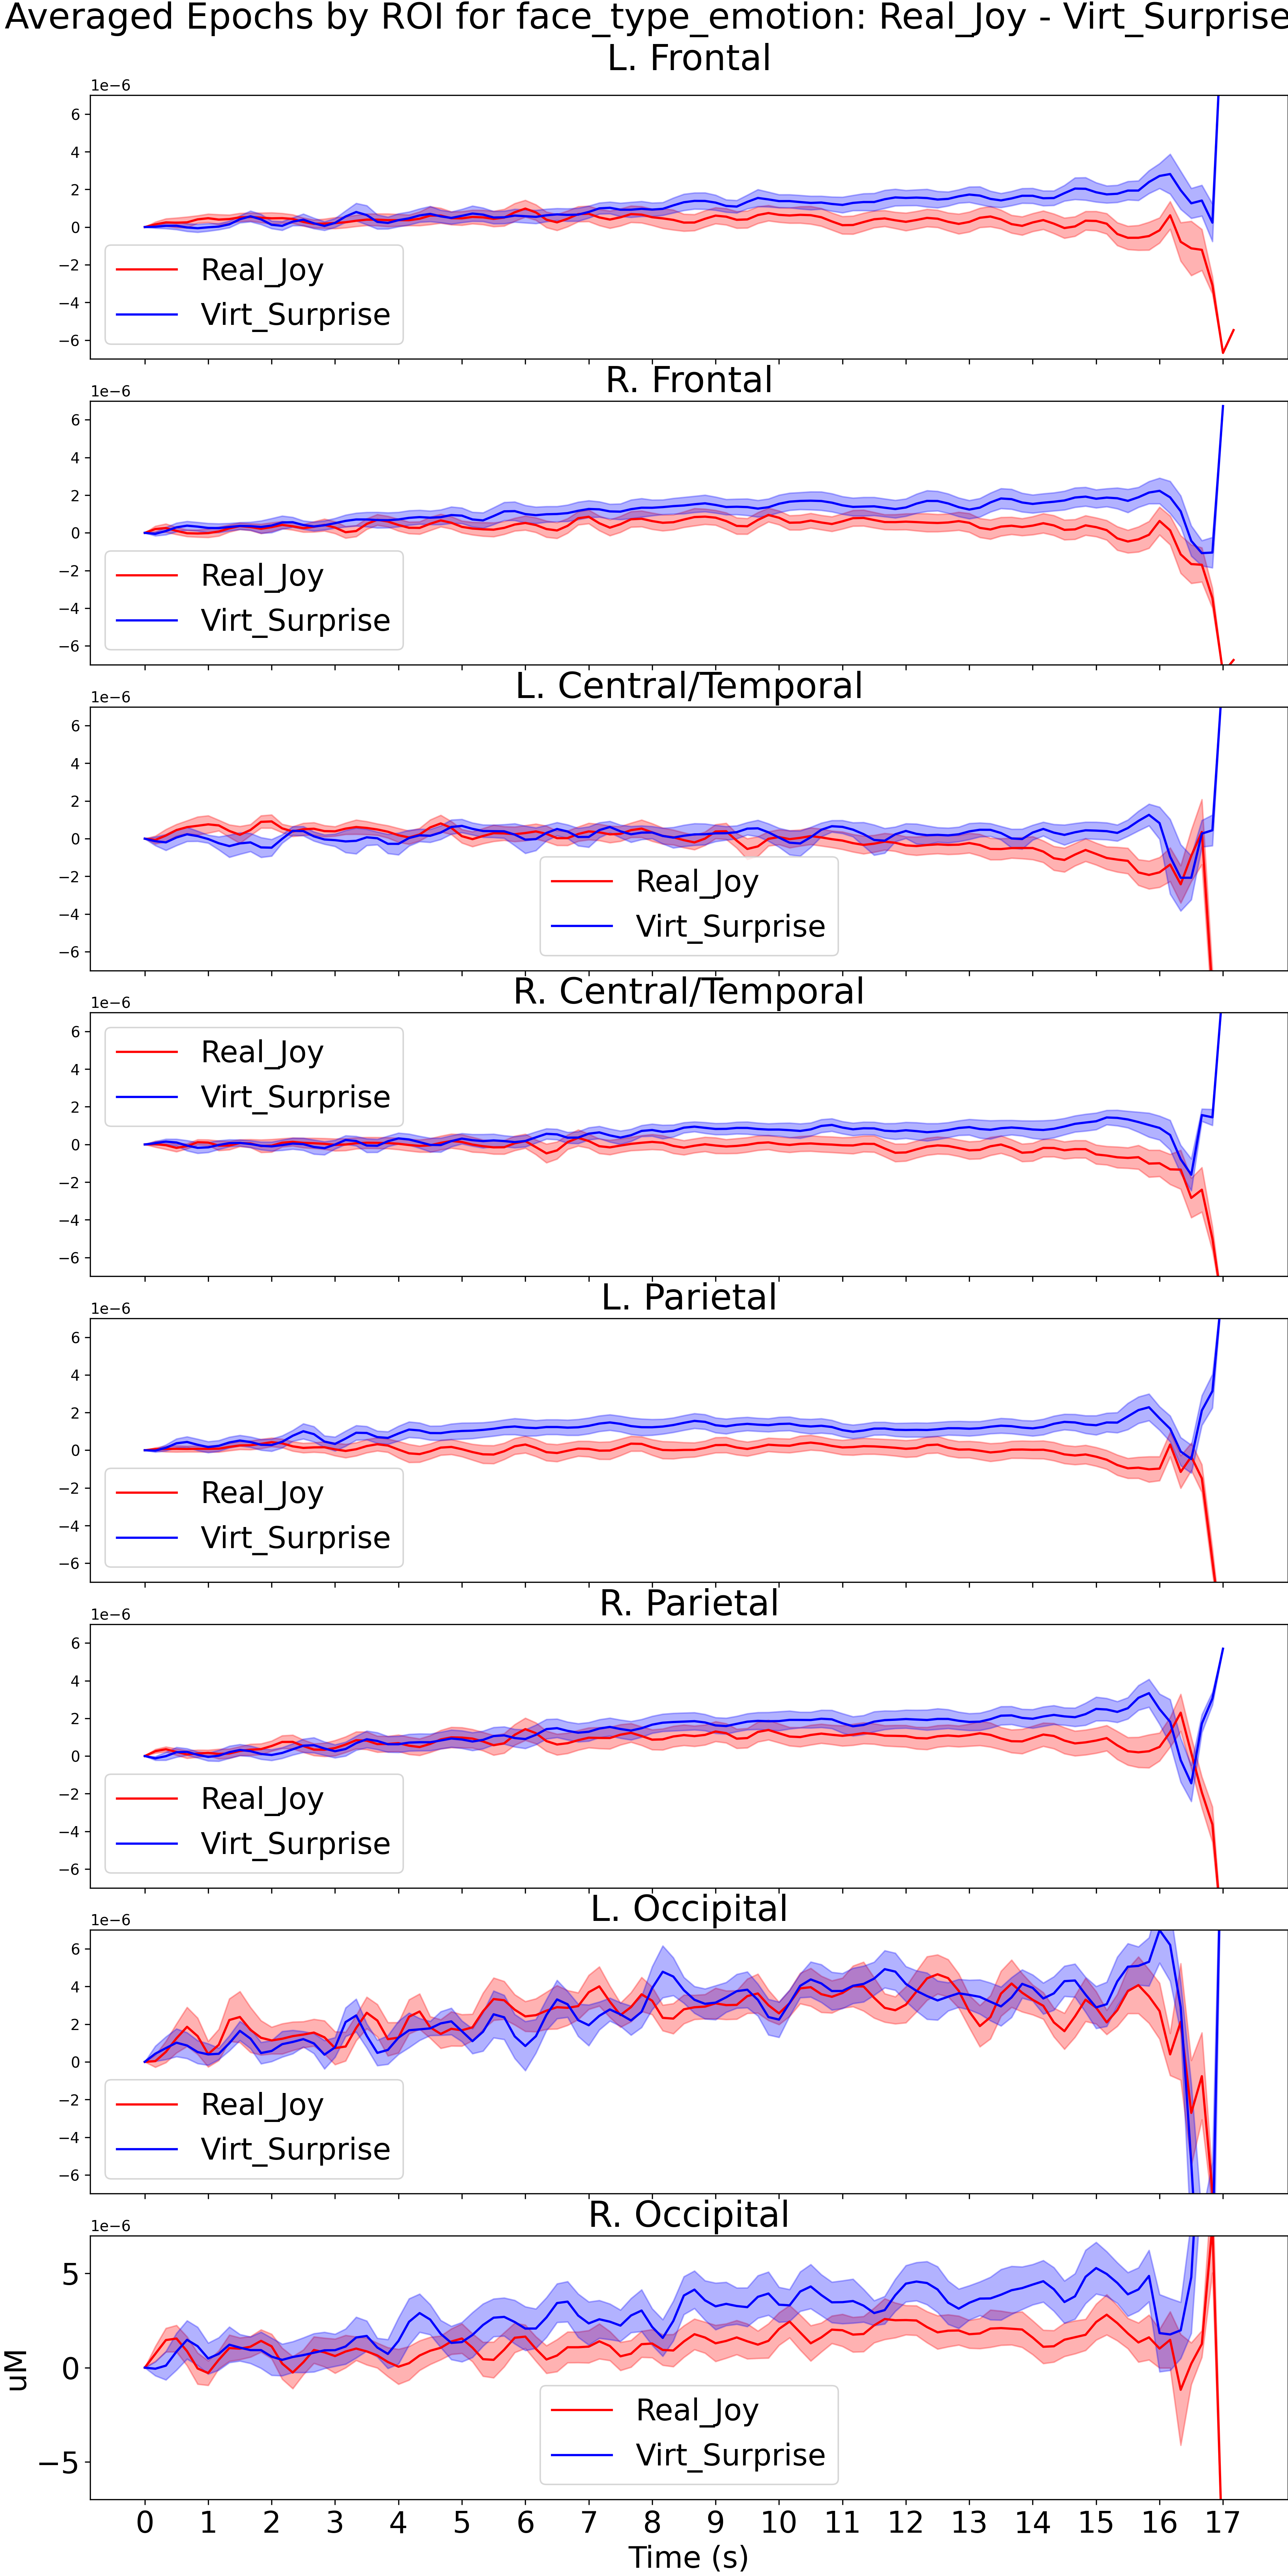 Averaged Epochs by ROI for face_type_emotion: Real_Joy - Virt_Surprise
L. Frontal
1e−6
6
4
2
0
−2
−4
−6
Real_Joy
Virt_Surprise
R. Frontal
1e−6
6
4
2
0
−2
−4
−6
Real_Joy
Virt_Surprise
L. Central/Temporal
1e−6
6
4
2
0
−2
−4
−6
Real_Joy
Virt_Surprise
R. Central/Temporal
1e−6
6
4
2
0
−2
−4
−6
Real_Joy
Virt_Surprise
L. Parietal
1e−6
6
4
2
0
−2
−4
−6
Real_Joy
Virt_Surprise
R. Parietal
1e−6
6
4
2
0
−2
−4
−6
Real_Joy
Virt_Surprise
L. Occipital
1e−6
6
4
2
0
−2
−4
−6
Real_Joy
Virt_Surprise
R. Occipital
1e−6
5
0
−5
uM
Real_Joy
Virt_Surprise
0 1 2 3 4 5 6 7 8 9 10 11 12 13 14 15 16 17
Time (s)